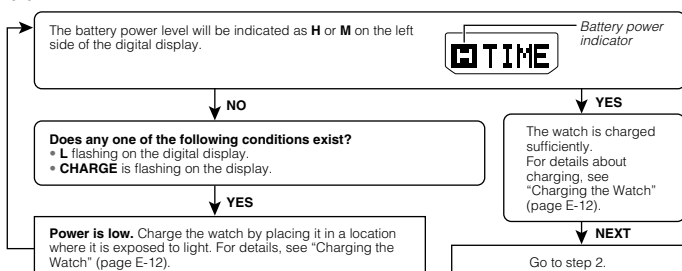 The battery power level will be indicated as H or M on the left
side of the digital display.
Battery power
indicator
H TIME
NO
YES
Does any one of the following conditions exist?
• L flashing on the digital display.
• CHARGE is flashing on the display.
The watch is charged
sufficiently.
For details about
charging, see
“Charging the Watch”
(page E-12).
YES
NEXT
Power is low. Charge the watch by placing it in a location
where it is exposed to light. For details, see “Charging the
Watch” (page E-12).
Go to step 2.